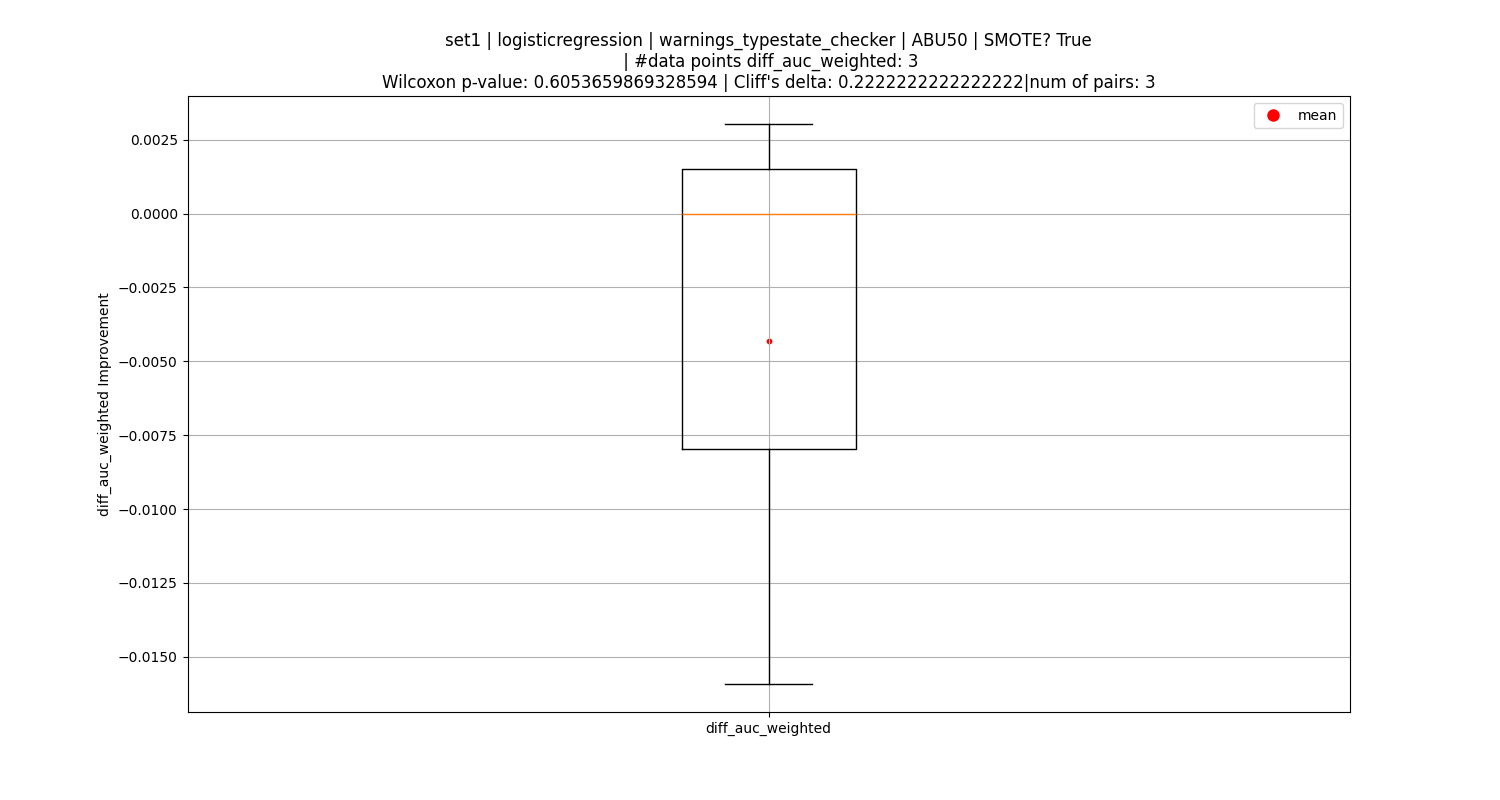 set1 | logisticregression | warnings_typestate_checker | ABU50 | SMOTE? True
| #data points diff_auc_weighted: 3
Wilcoxon p-value: 0.6053659869328594 | Cliff's delta: 0.2222222222222222|num of pairs: 3
mean
0.0025
0.0000
−0.0025
−0.0050
−0.0075
−0.0100
−0.0125
−0.0150
diff_auc_weighted Improvement
diff_auc_weighted